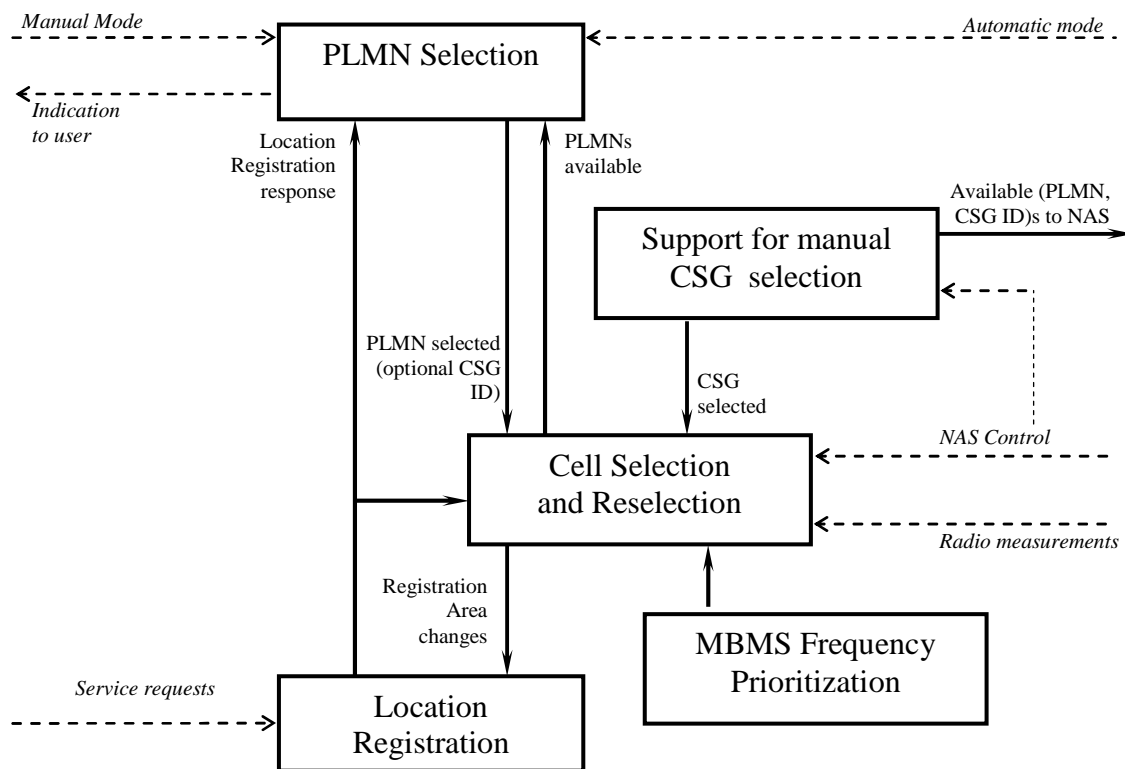 Manual Mode
PLMN Selection
Automatic mode
Indication
to user
Location
Registration
response
PLMNs
available
Available (PLMN,
CSG ID)s to NAS
Support for manual
CSG selection
PLMN selected
(optional CSG
ID)
CSG
selected
NAS Control
Cell Selection
and Reselection
Radio measurements
Registration
Area
changes
MBMS Frequency
Prioritization
Service requests
Location
Registration